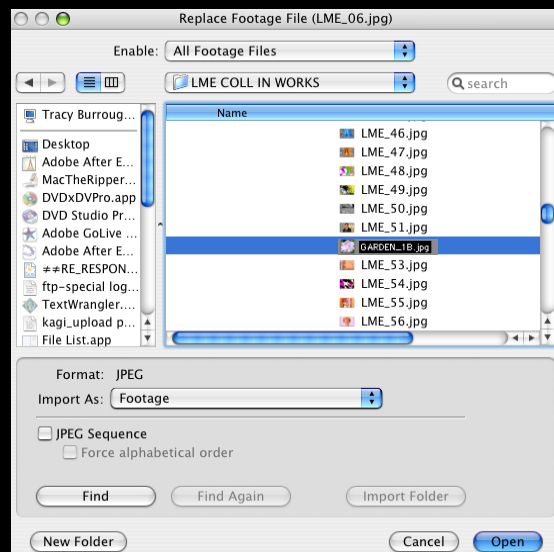 Replace Footage File (LME_06.jpg)
Enable: All Footage Files
LME COLL IN WORKS
search
Name
Tracy Burroug...
Desktop
Adobe After E...
MacTheRipper...
DVDxDVPro.app
DVD Studio Pr...
Adobe GoLive ...
Adobe After E...
≠≠RE_RESPON...
ftp-special log...
TextWrangler....
kagi_upload p...
File List.app
LME_46.jpg
LME_47.jpg
LME_48.jpg
LME_49.jpg
LME_50.jpg
LME_51.jpg
GARDEN_1B.jpg
LME_53.jpg
LME_54.jpg
LME_55.jpg
LME_56.jpg
Format: JPEG
Import As: Footage
JPEG Sequence
Force alphabetical order
Find Find Again Import Folder
New Folder Cancel Open